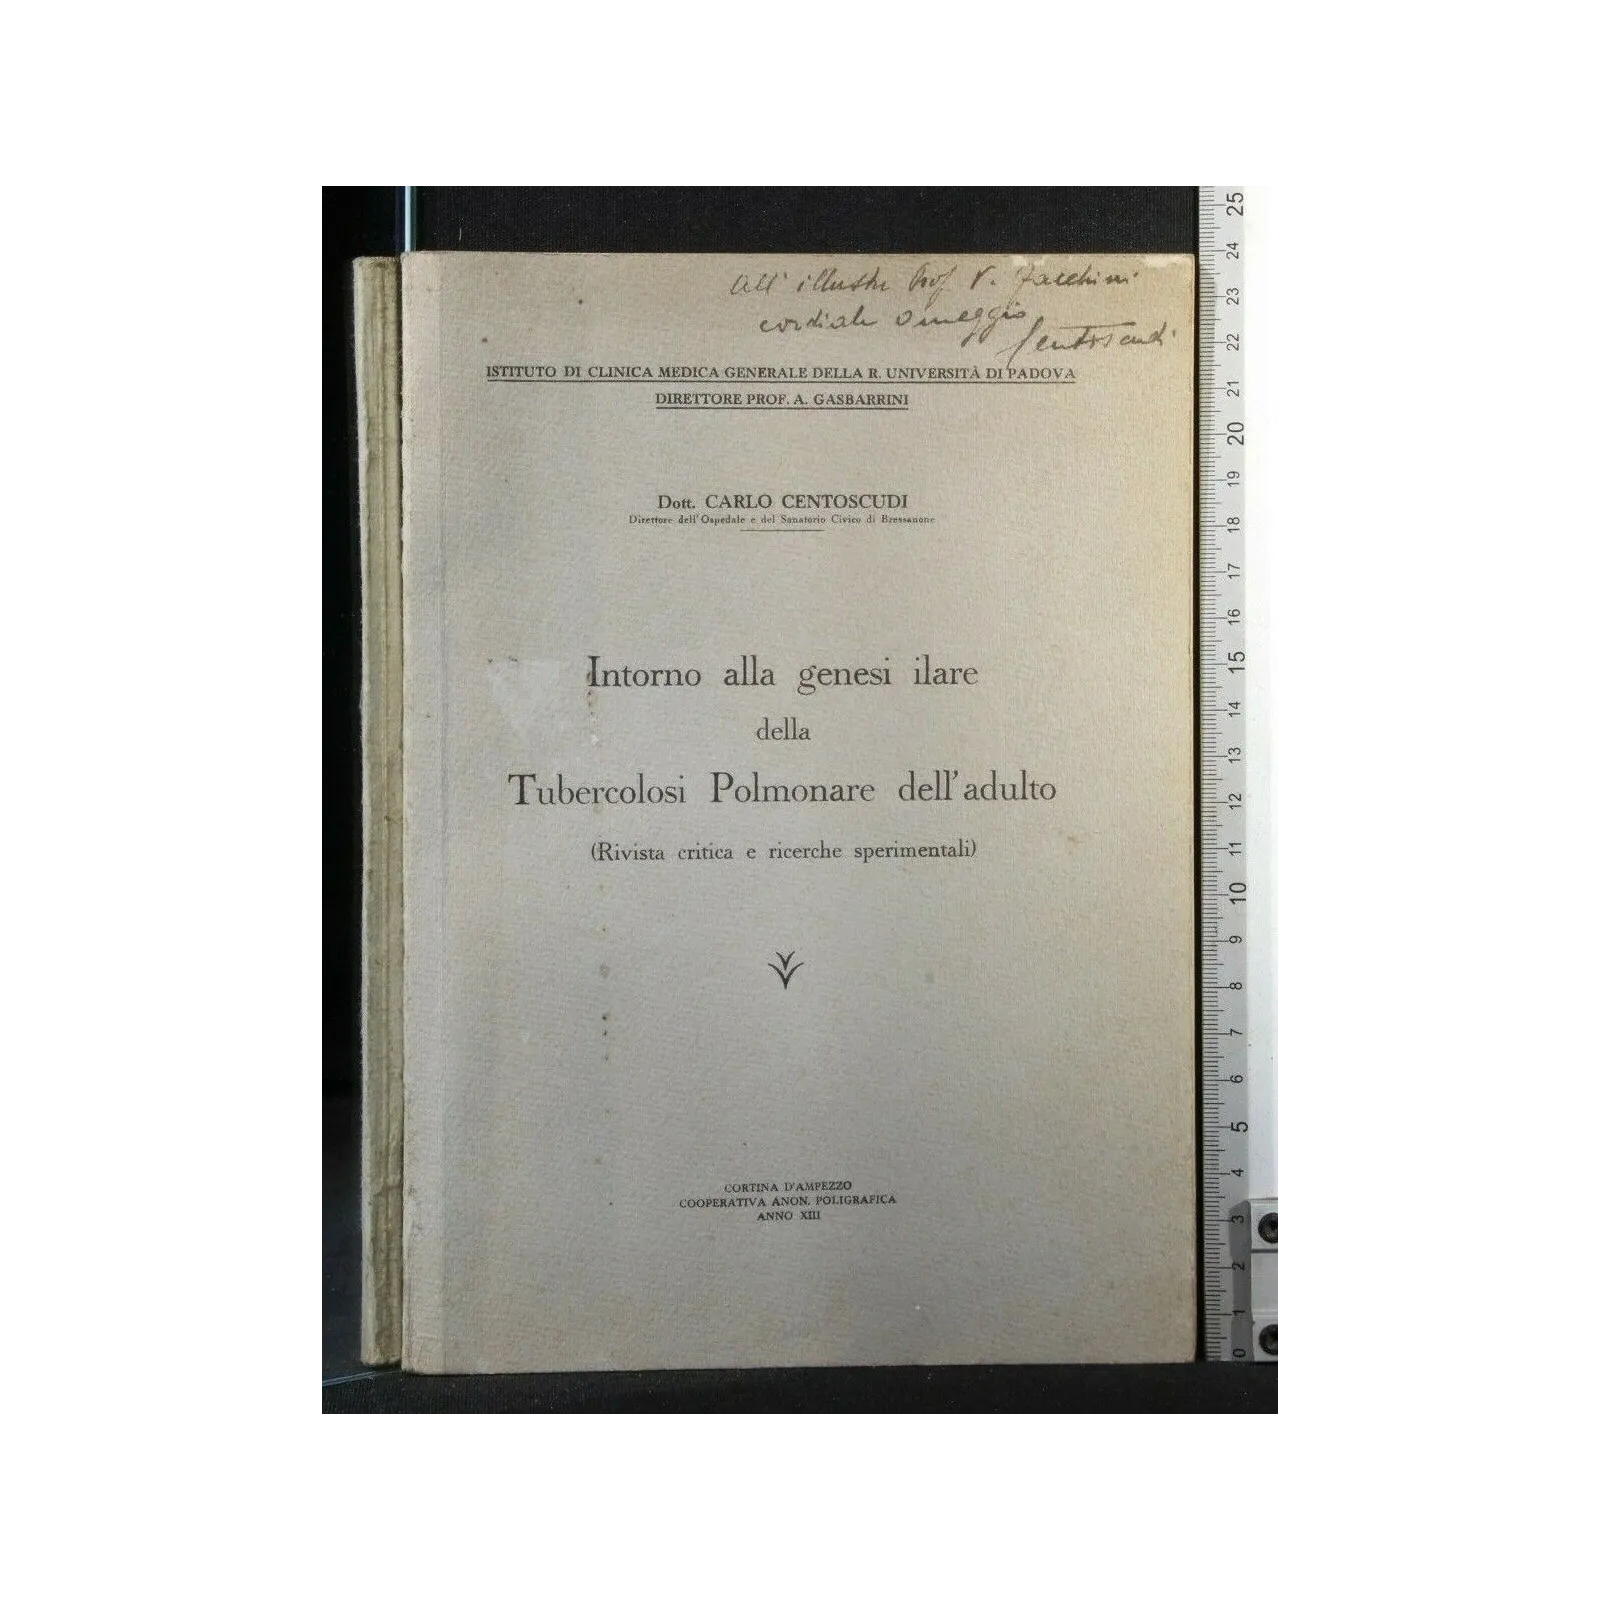 All' illustre Prof V. Facchini
cordiale omaggio
Centoscudi
ISTITUTO DI CLINICA MEDICA GENERALE DELLA R. UNIVERSITÀ DI PADOVA
DIRETTORE PROF. A. GASBARRINI
Dott. CARLO CENTOSCUDI
Direttore dell'Ospedale e del Sanatorio Civico di Bressanone
Intorno alla genesi ilare
della
Tubercolosi Polmonare dell'adulto
(Rivista critica e ricerche sperimentali)
CORTINA D'AMPEZZO
COOPERATIVA ANON. POLIGRAFICA
ANNO XIII
25
24
23
22
21
20
19
18
17
16
15
14
13
12
11
10
9
8
7
6
5
4
3
2
1
0